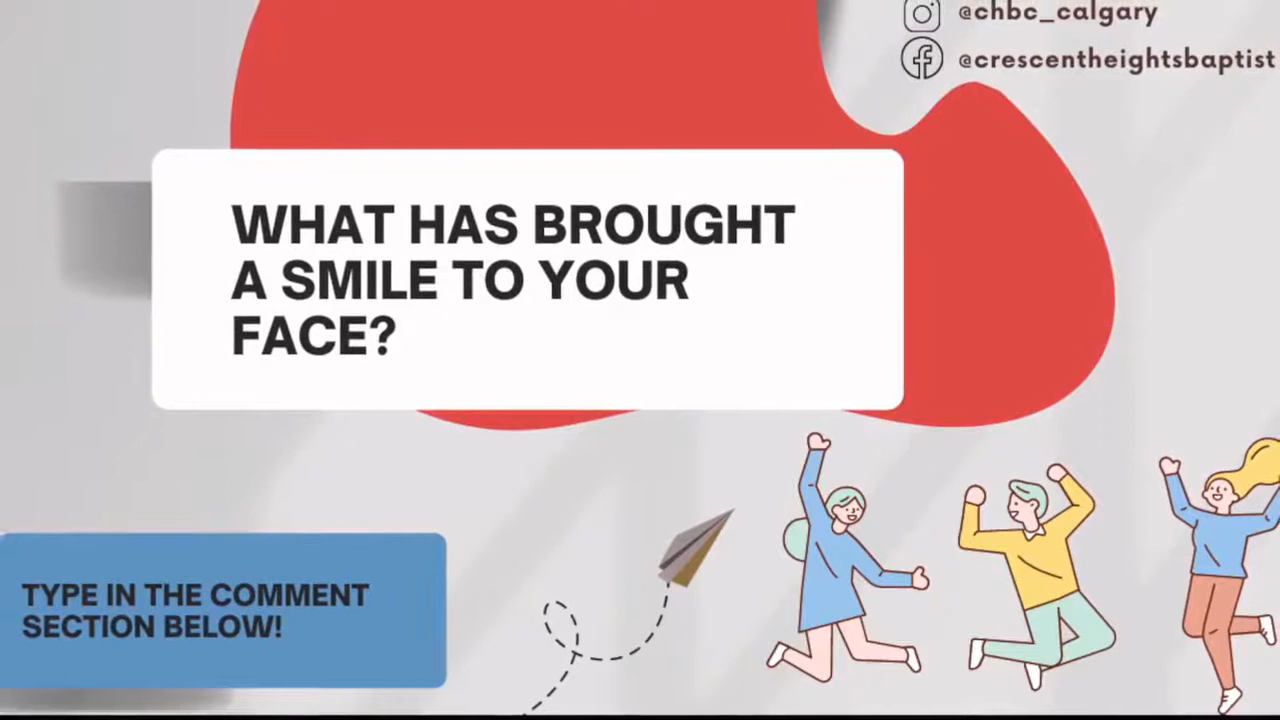 @chbc_calgary
@crescentheightsbaptist
WHAT HAS BROUGHT
A SMILE TO YOUR
FACE?
TYPE IN THE COMMENT
SECTION BELOW!